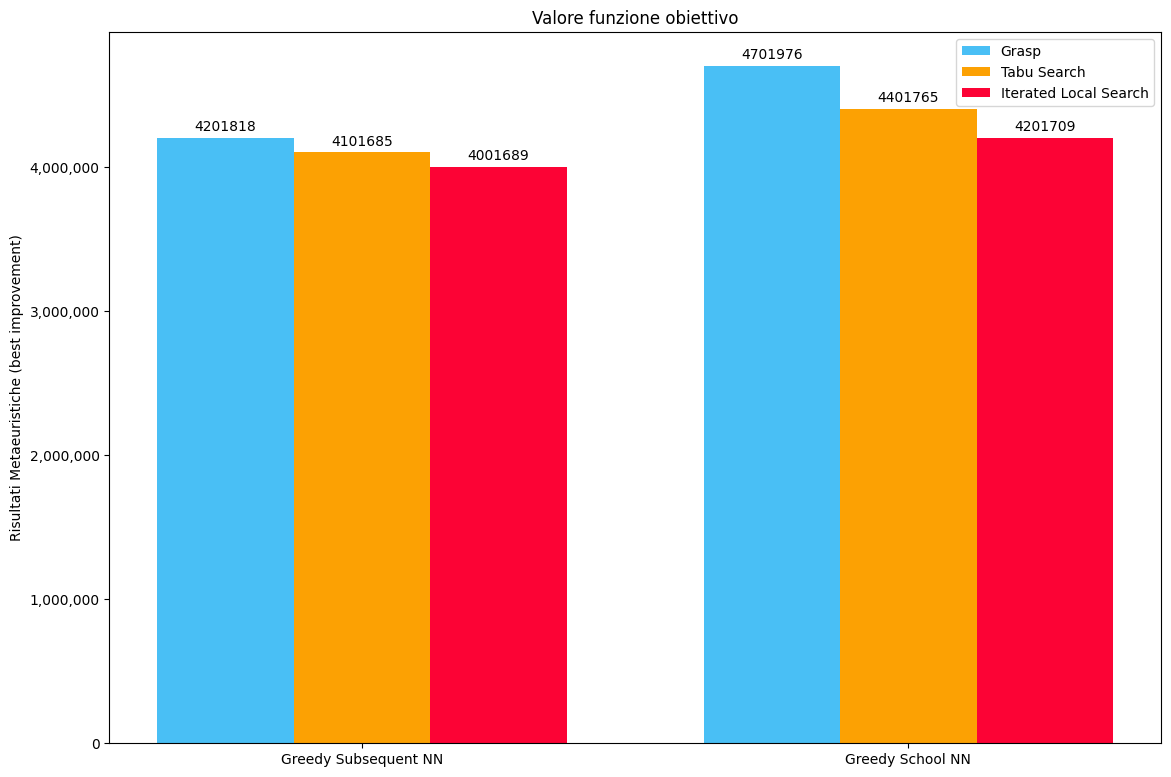 Valore funzione obiettivo
Grasp
Tabu Search
Iterated Local Search
4201818
4101685
4001689
4701976
4401765
4201709
Risultati Metaeuristiche (best improvement)
4,000,000
3,000,000
2,000,000
1,000,000
0
Greedy Subsequent NN
Greedy School NN